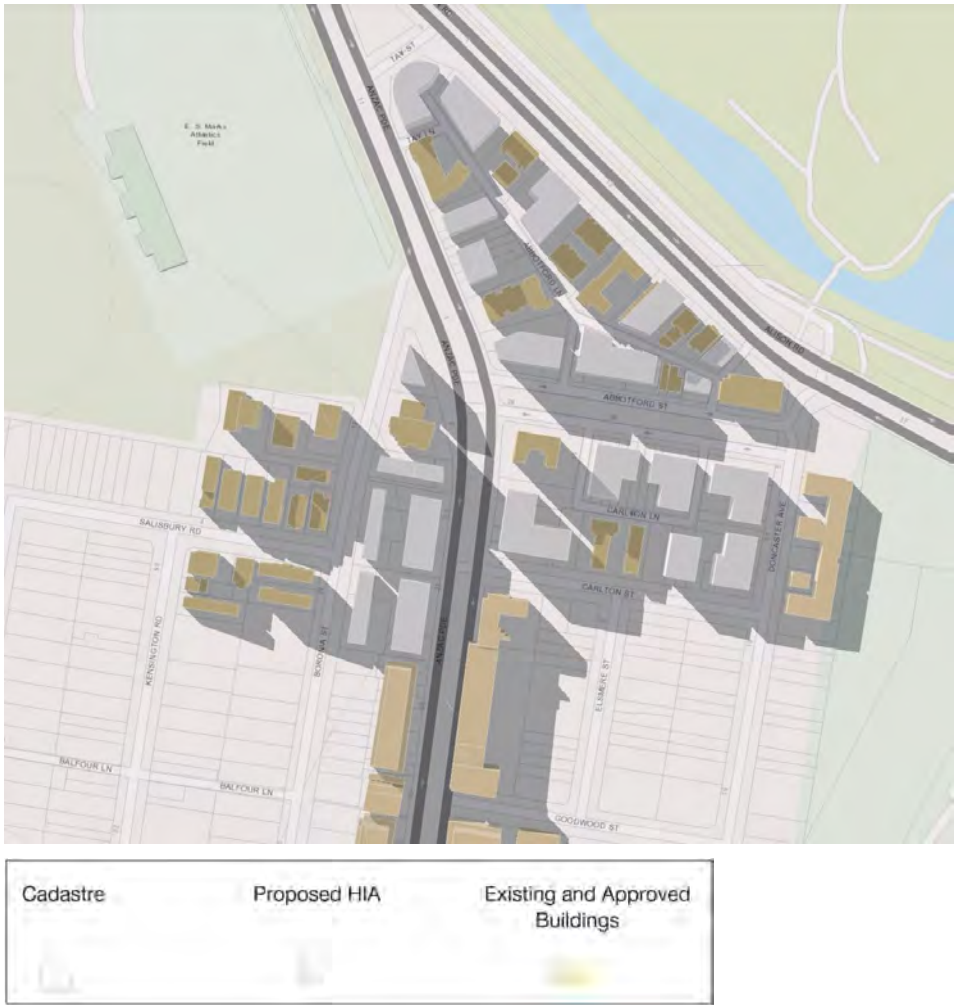 TAY ST
ANZAC PDE
E. S. Marks
Athletics
Field
TAY LN
ABBOTFORD LN
ALISON RD
ANZAC PDE
ABBOTFORD ST
CARLTON LN
DONCASTER AVE
SALISBURY RD
CARLTON ST
KENSINGTON RD
BORONIA ST
ANZAC PDE
ELSMERE ST
BALFOUR LN
BALFOUR LN
GOODWOOD ST
Cadastre
Proposed HIA
Existing and Approved
Buildings